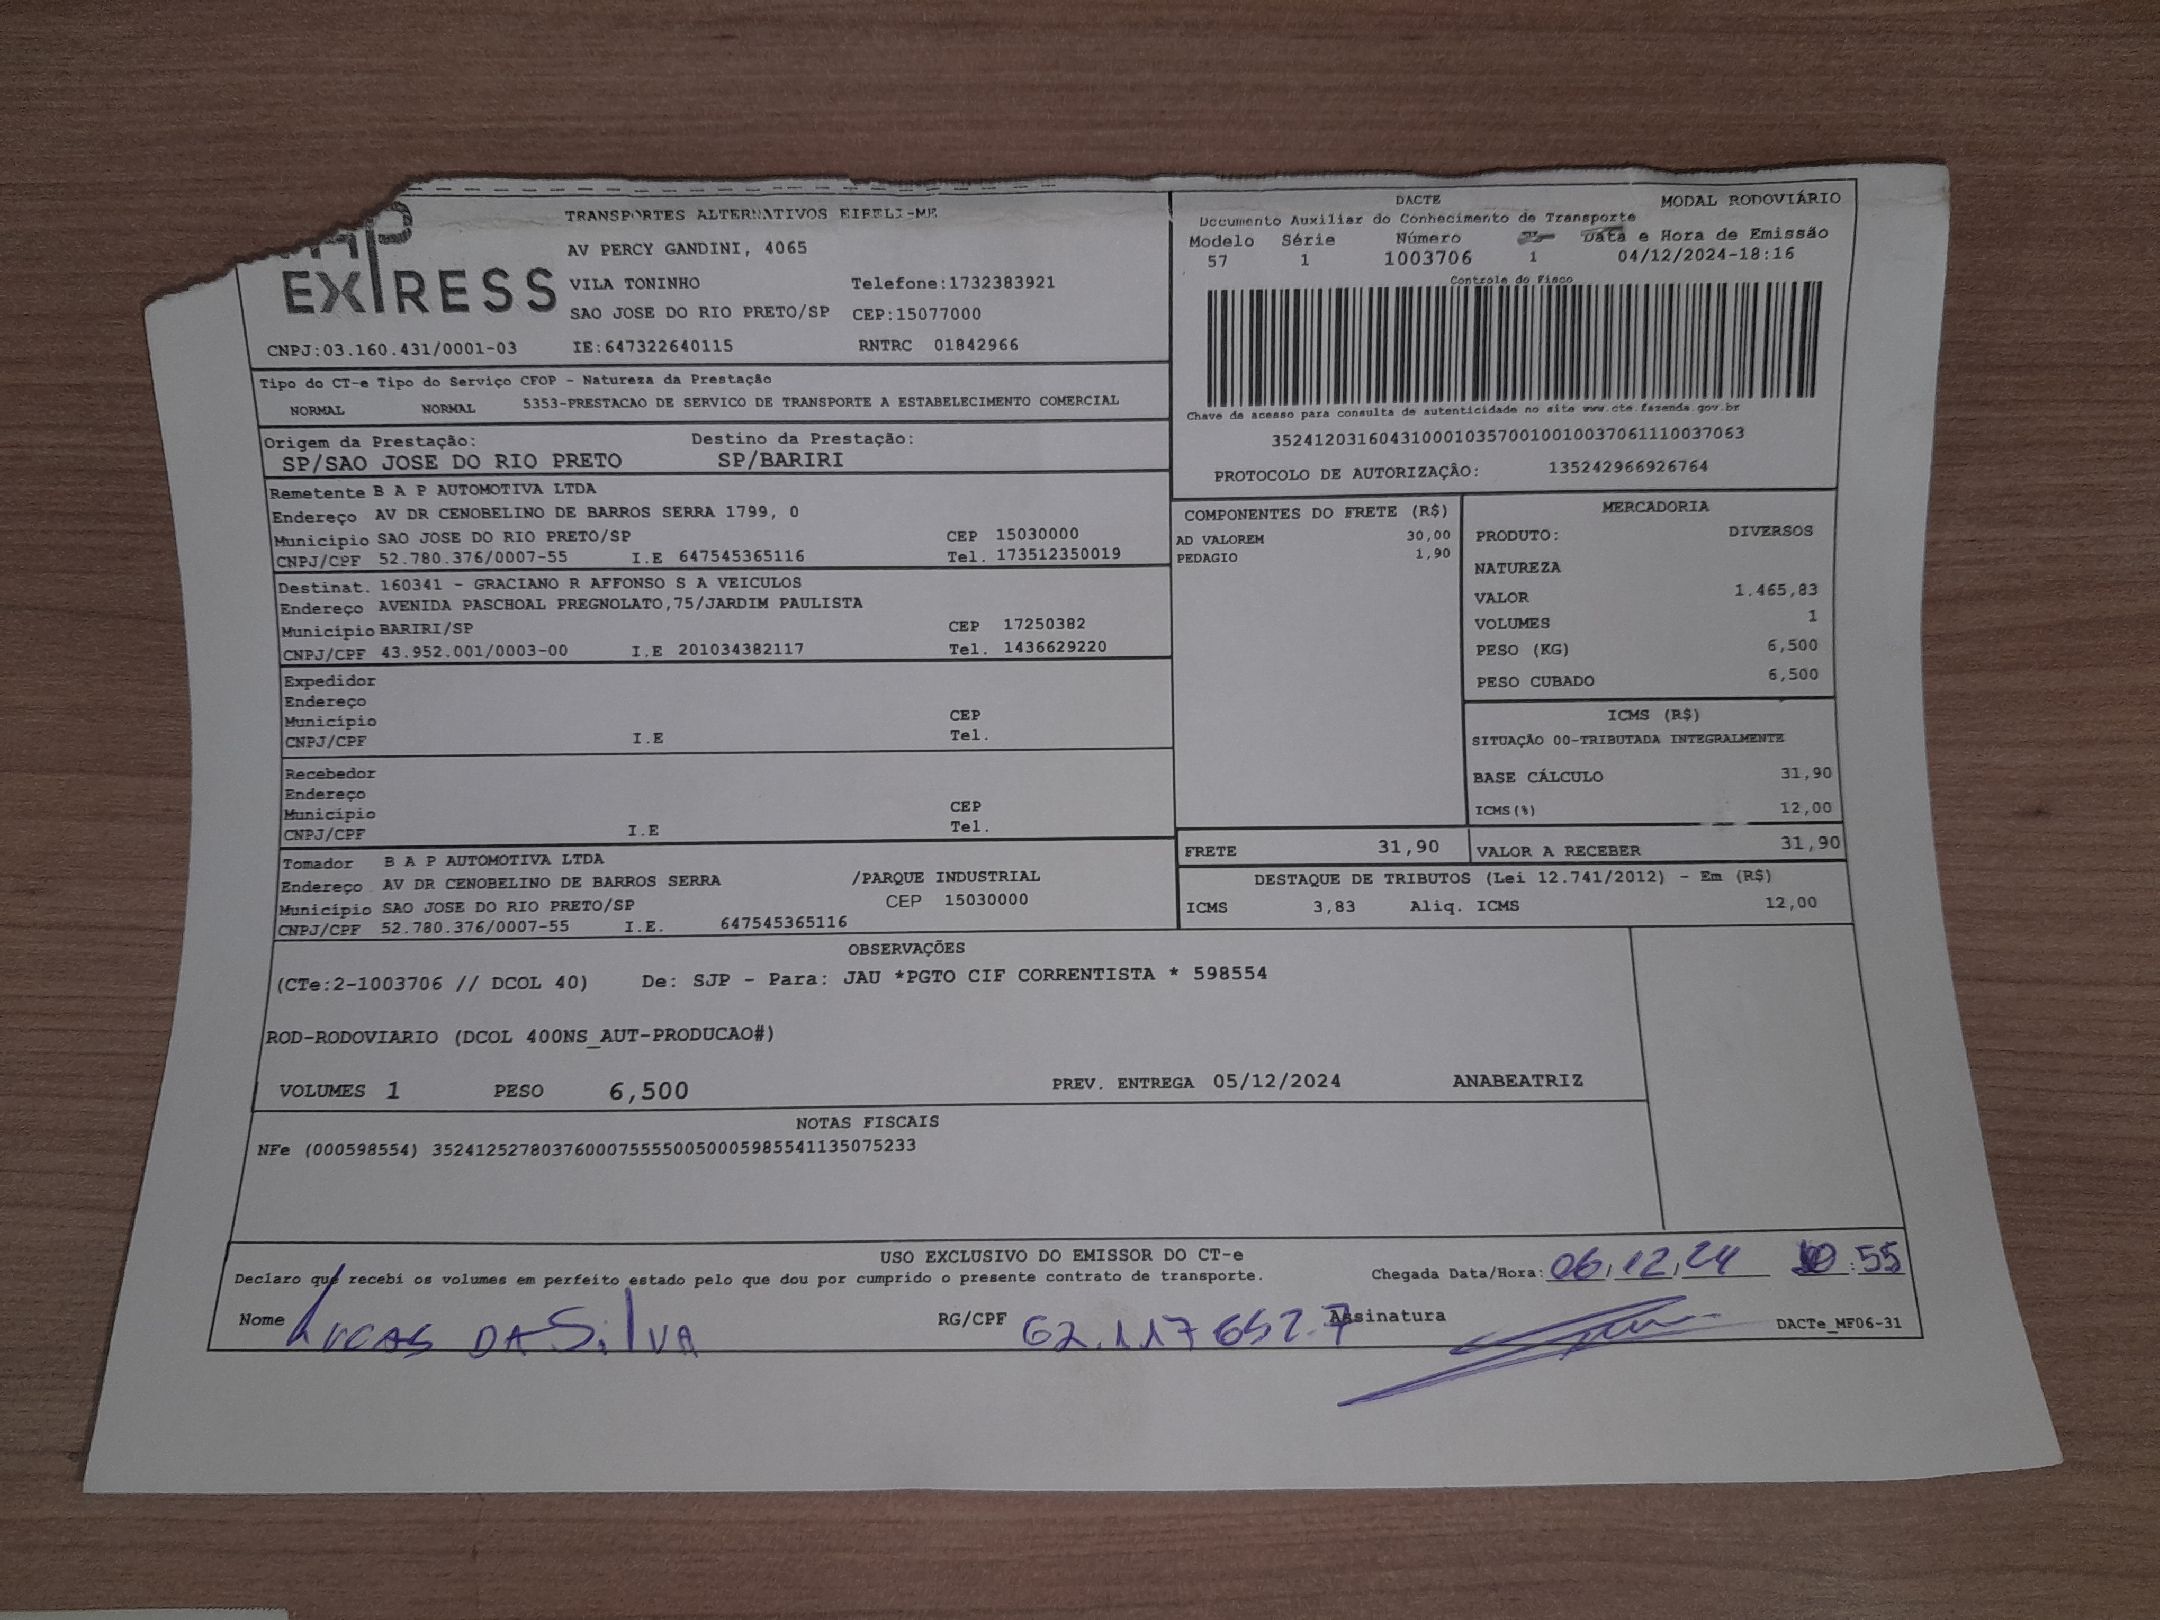 EXPRESS
TRANSPORTES ALTERNATIVOS EIRELI-ME
AV PERCY GANDINI, 4065
VILA TONINHO Telefone:1732383921
SAO JOSE DO RIO PRETO/SP CEP:15077000
CNPJ:03.160.431/0001-03 IE:647322640115 RNTRC 01842966
DACTE MODAL RODOVIÁRIO
Documento Auxiliar do Conhecimento de Transporte
Modelo Série Número Data e Hora de Emissão
57 1 1003706 1 04/12/2024-18:16
Controle do Fisco
Chave de acesso para consulta de autenticidade no site www.cte.fazenda.gov.br
35241203160431000103570010010037061110037063
PROTOCOLO DE AUTORIZAÇÃO: 135242966926764
Tipo do CT-e Tipo do Serviço CFOP - Natureza da Prestação
NORMAL NORMAL 5353-PRESTACAO DE SERVICO DE TRANSPORTE A ESTABELECIMENTO COMERCIAL
Origem da Prestação: Destino da Prestação:
SP/SAO JOSE DO RIO PRETO SP/BARIRI
Remetente B A P AUTOMOTIVA LTDA
Endereço AV DR CENOBELINO DE BARROS SERRA 1799, 0
Município SAO JOSE DO RIO PRETO/SP CEP 15030000
CNPJ/CPF 52.780.376/0007-55 I.E 647545365116 Tel. 173512350019
Destinat. 160341 - GRACIANO R AFFONSO S A VEICULOS
Endereço AVENIDA PASCHOAL PREGNOLATO,75/JARDIM PAULISTA
Município BARIRI/SP CEP 17250382
CNPJ/CPF 43.952.001/0003-00 I.E 201034382117 Tel. 1436629220
Expedidor
Endereço
Município CEP
CNPJ/CPF I.E Tel.
Recebedor
Endereço
Município CEP
CNPJ/CPF I.E Tel.
Tomador B A P AUTOMOTIVA LTDA
Endereço AV DR CENOBELINO DE BARROS SERRA /PARQUE INDUSTRIAL
Município SAO JOSE DO RIO PRETO/SP CEP 15030000
CNPJ/CPF 52.780.376/0007-55 I.E. 647545365116
COMPONENTES DO FRETE (R$)
AD VALOREM 30,00
PEDAGIO 1,90
MERCADORIA
PRODUTO: DIVERSOS
NATUREZA
VALOR 1.465,83
VOLUMES 1
PESO (KG) 6,500
PESO CUBADO 6,500
ICMS (R$)
SITUAÇÃO 00-TRIBUTADA INTEGRALMENTE
BASE CÁLCULO 31,90
ICMS(%) 12,00
FRETE 31,90 VALOR A RECEBER 31,90
DESTAQUE DE TRIBUTOS (Lei 12.741/2012) - Em (R$)
ICMS 3,83 Aliq. ICMS 12,00
OBSERVAÇÕES
(CTe:2-1003706 // DCOL 40) De: SJP - Para: JAU *PGTO CIF CORRENTISTA * 598554
ROD-RODOVIARIO (DCOL 400NS_AUT-PRODUCAO#)
VOLUMES 1 PESO 6,500 PREV. ENTREGA 05/12/2024 ANABEATRIZ
NOTAS FISCAIS
NFe (000598554) 35241252780376000755550050005985541135075233
USO EXCLUSIVO DO EMISSOR DO CT-e
Declaro que recebi os volumes em perfeito estado pelo que dou por cumprido o presente contrato de transporte. Chegada Data/Hora: 06,12,24 10:55
Nome LUCAS DA SilVA RG/CPF 62.117652.7 Assinatura DACTe_MF06-31